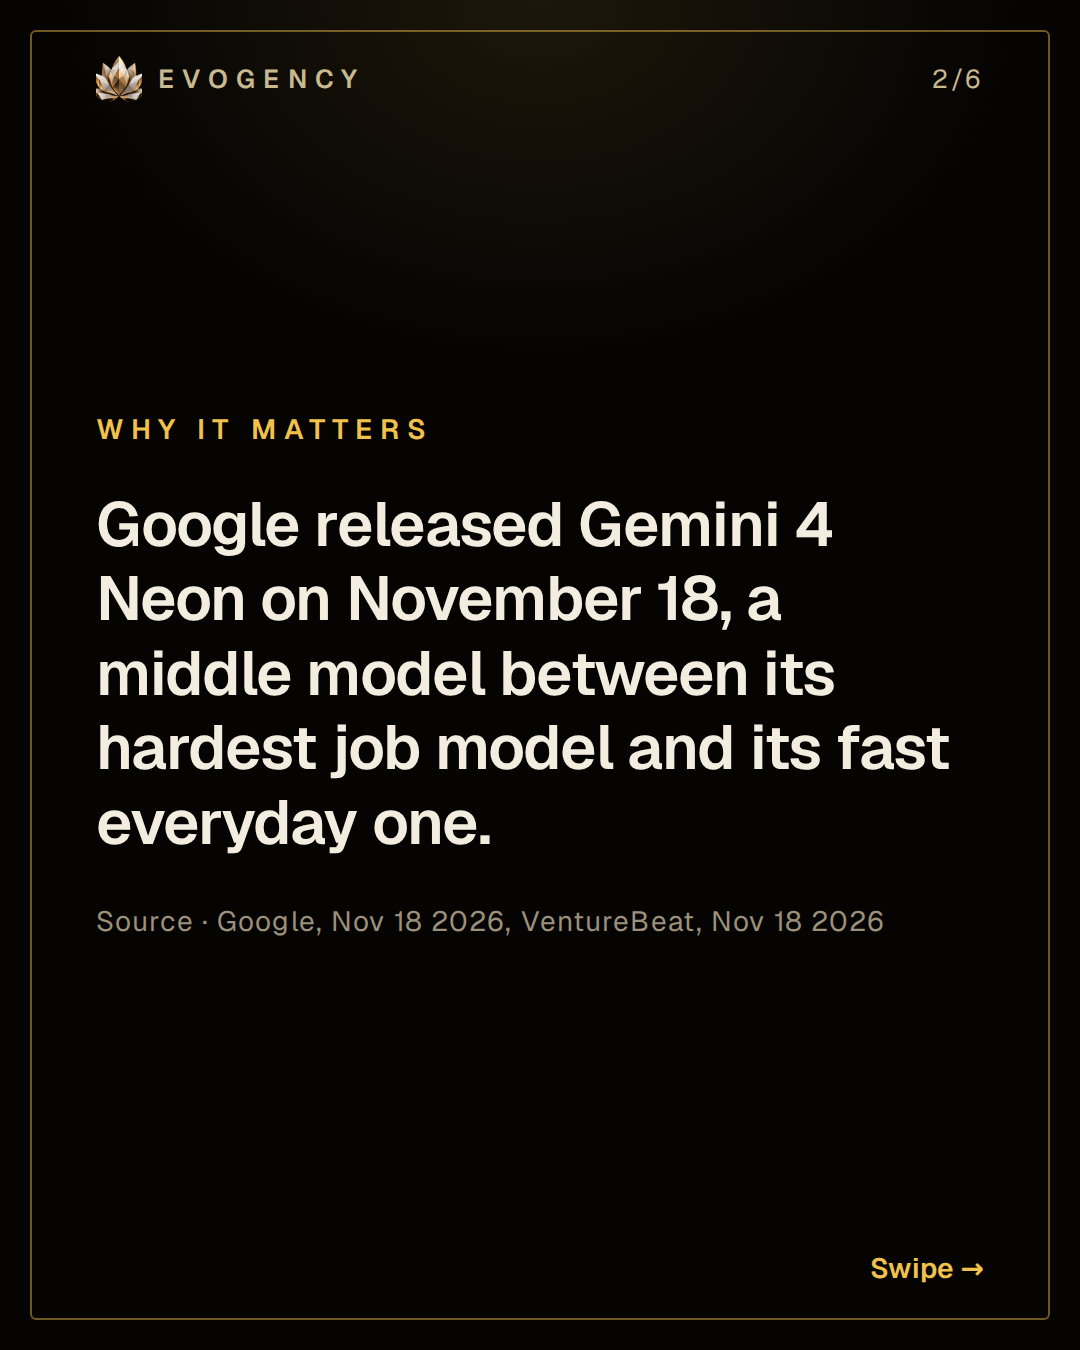 EVOGENCY
2/6
WHY IT MATTERS
Google released Gemini 4
Neon on November 18, a
middle model between its
hardest job model and its fast
everyday one.
Source · Google, Nov 18 2026, VentureBeat, Nov 18 2026
Swipe →